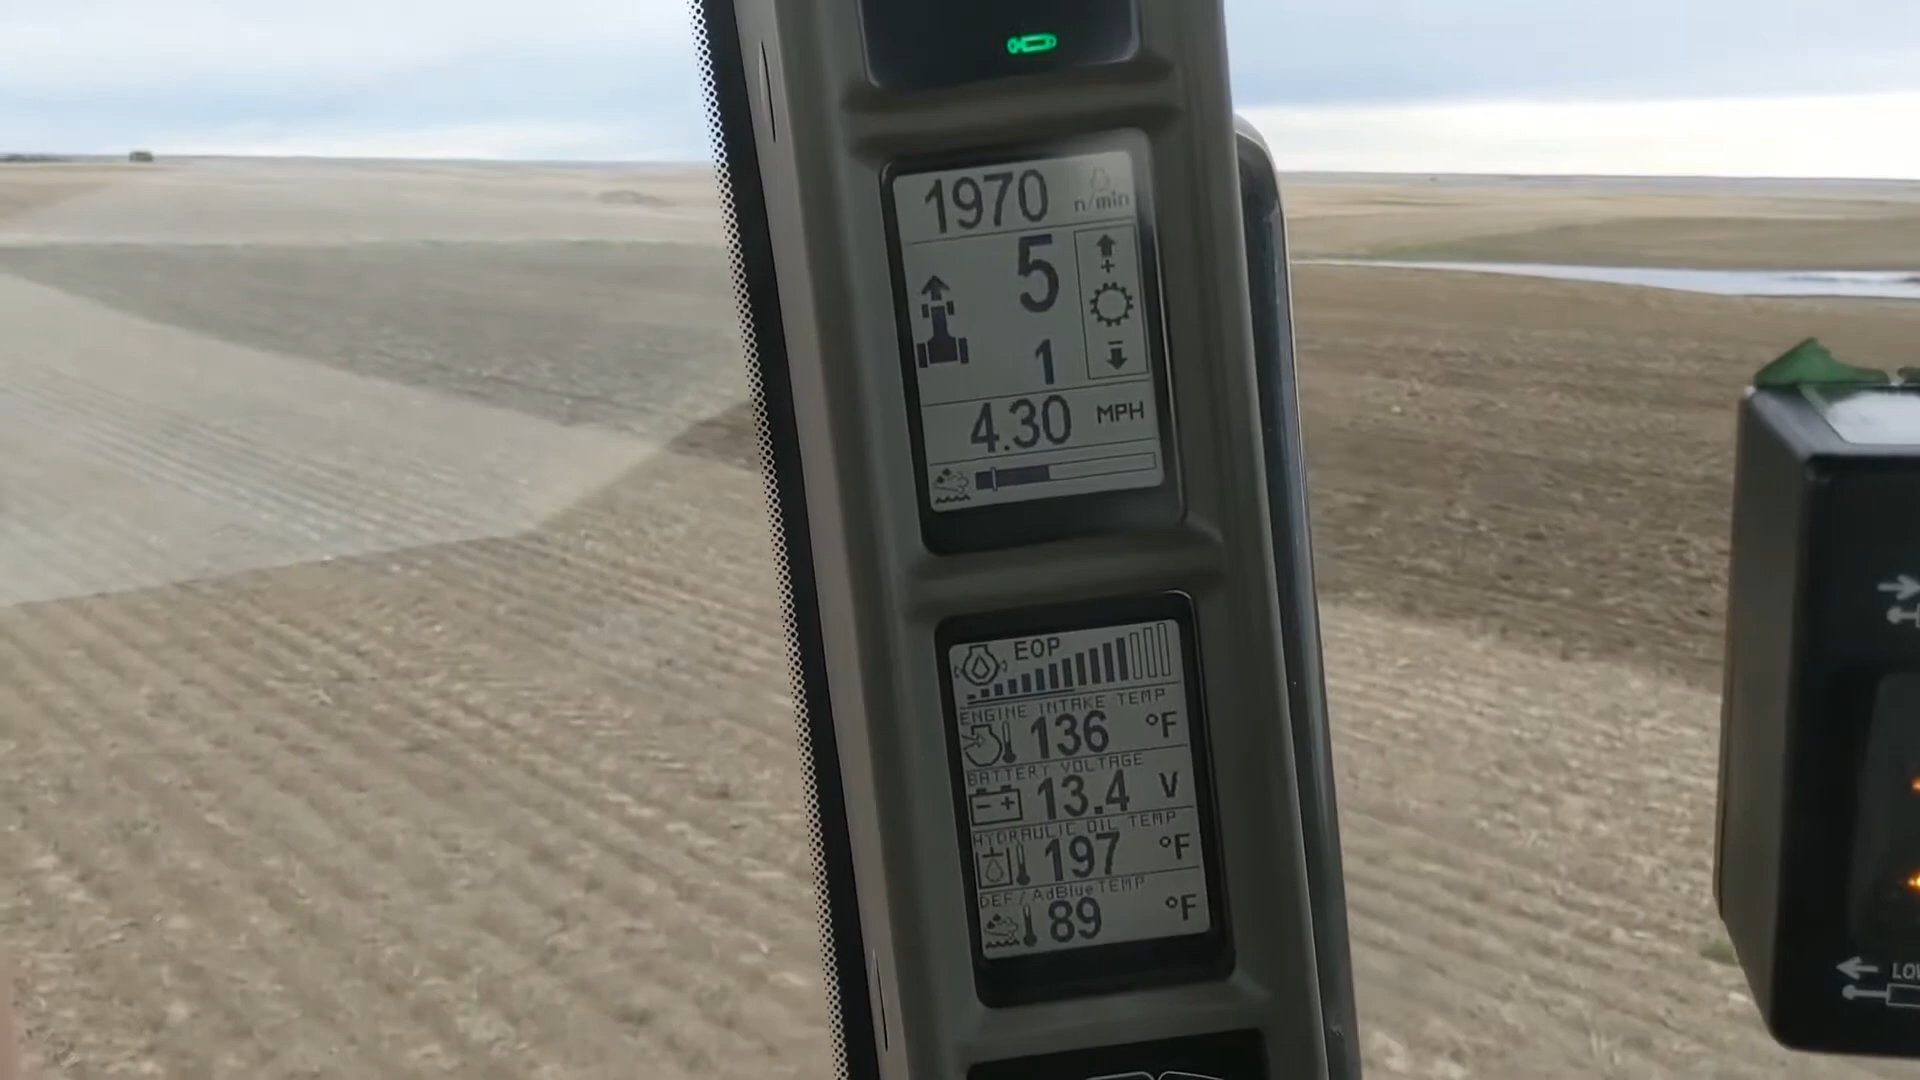 1970 n/min
5
1
4.30 MPH
EOP
ENGINE INTAKE TEMP
136 °F
BATTERY VOLTAGE
13.4 V
HYDRAULIC OIL TEMP
197 °F
DEF/AdBlue TEMP
89 °F